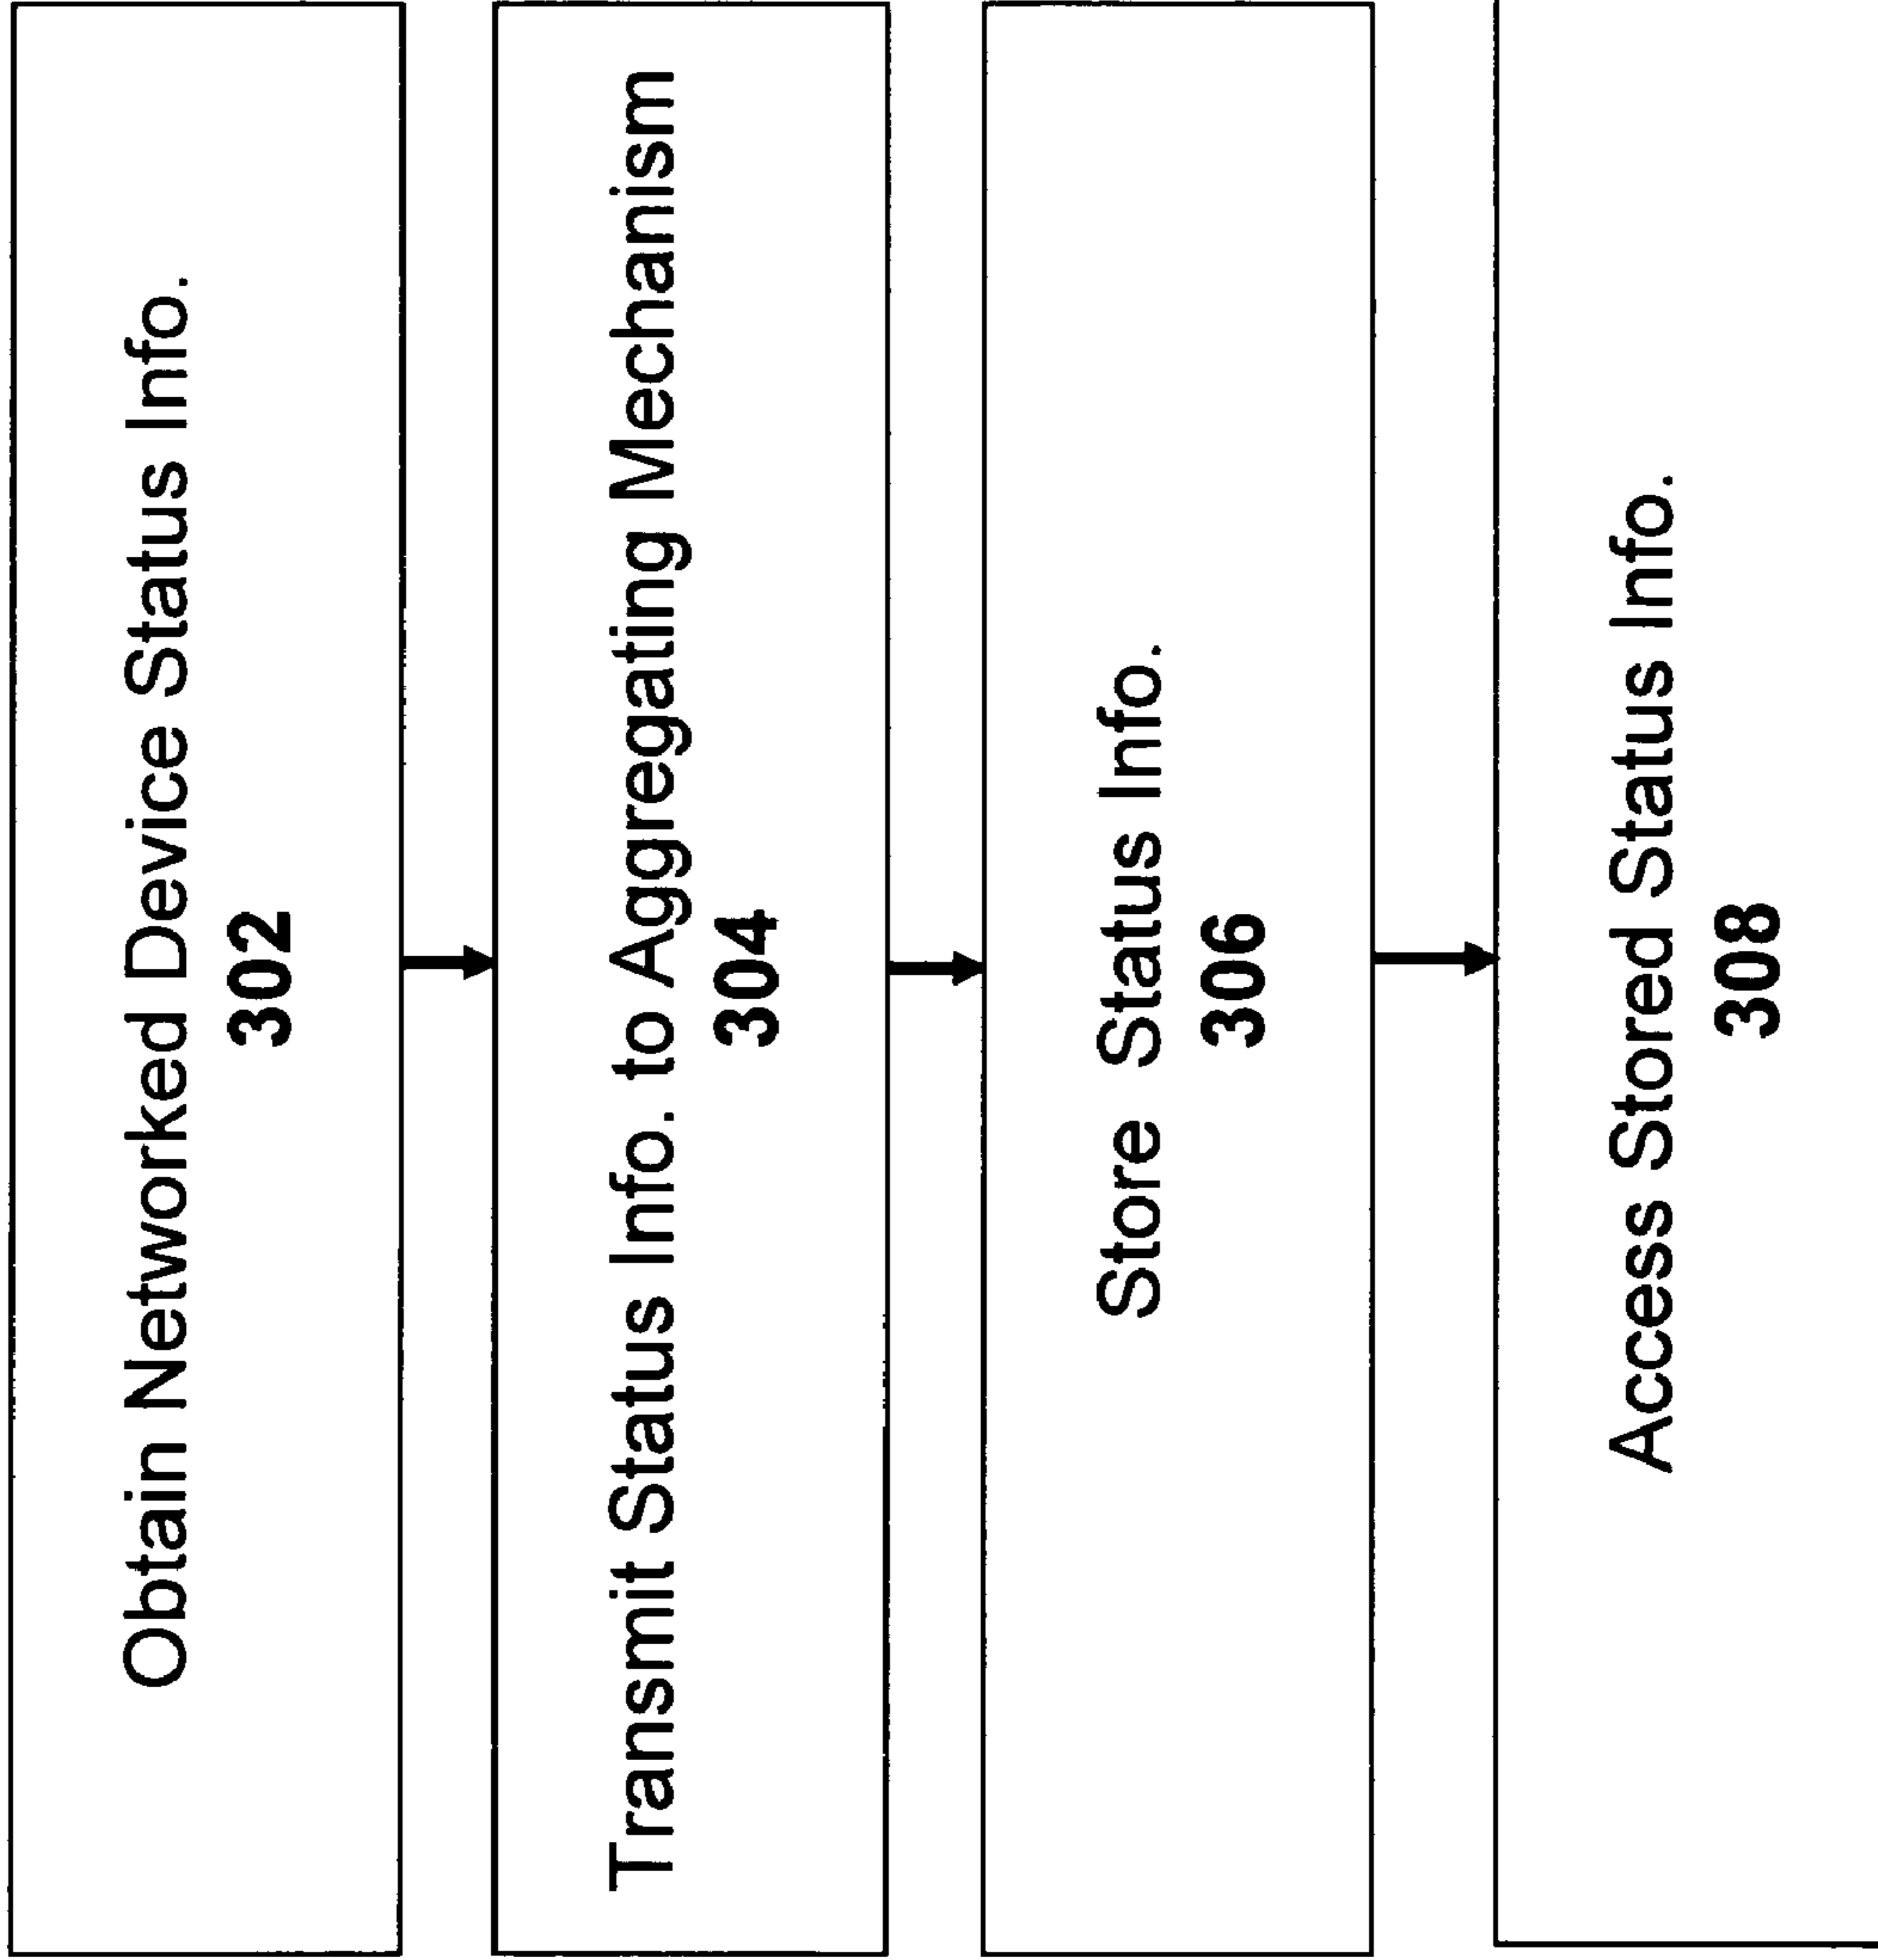 Obtain Networked Device Status Info.
302
Transmit Status Info. to Aggregating Mechanism
304
Store Status Info.
306
Access Stored Status Info.
308